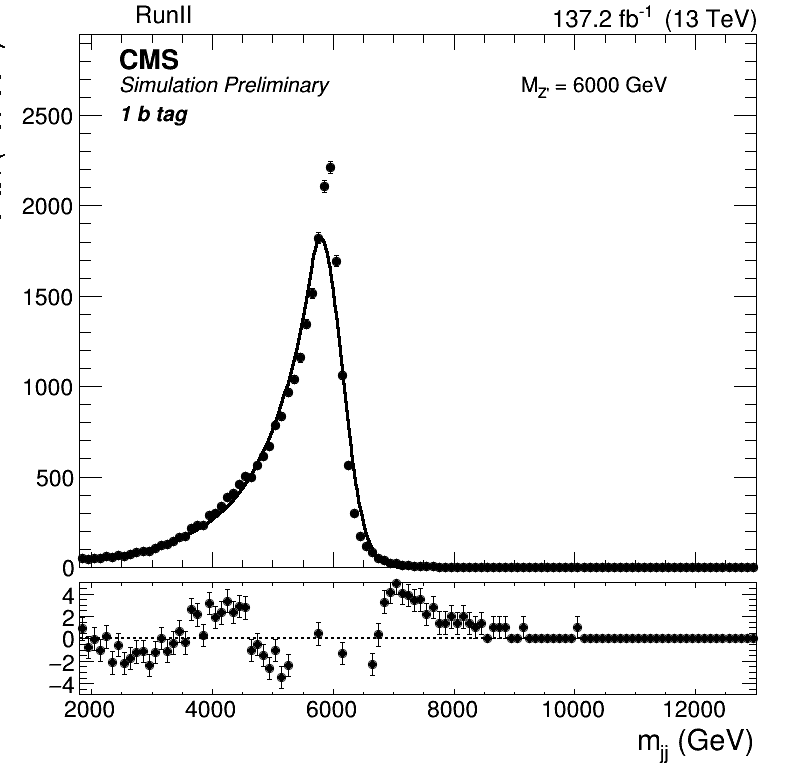 RunII 137.2 fb-1 (13 TeV)
CMS
Simulation Preliminary
MZ' = 6000 GeV
1 b tag
2500
2000
1500
1000
500
0
4
2
0
−2
−4
2000 4000 6000 8000 10000 12000
mjj (GeV)